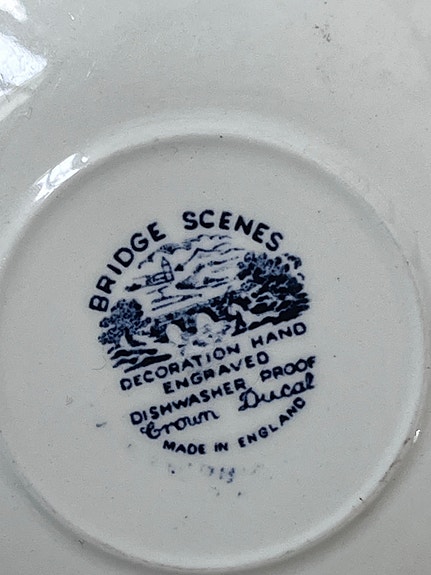 BRIDGE SCENES
DECORATION HAND
ENGRAVED
DISHWASHER PROOF
Crown Ducal
MADE IN ENGLAND